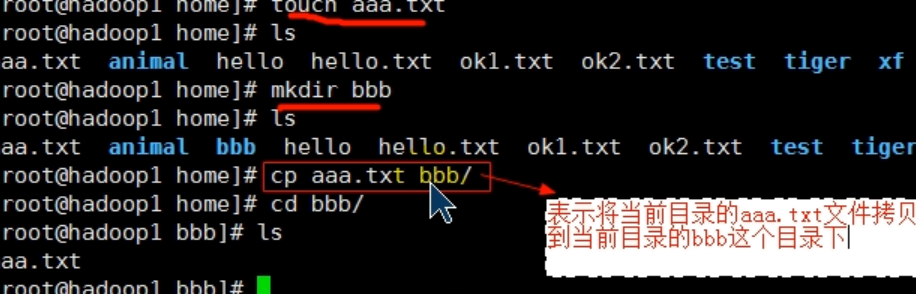 root@hadoop1 home]# touch aaa.txt
root@hadoop1 home]# ls
aa.txt animal hello hello.txt ok1.txt ok2.txt test tiger xf
root@hadoop1 home]# mkdir bbb
root@hadoop1 home]# ls
aa.txt animal bbb hello hello.txt ok1.txt ok2.txt test tiger
root@hadoop1 home]# cp aaa.txt bbb/
root@hadoop1 home]# cd bbb/
表示将当前目录的aaa.txt文件拷贝
到当前目录的bbb这个目录下
root@hadoop1 bbb]# ls
aa.txt
root@hadoop1 bbb]#